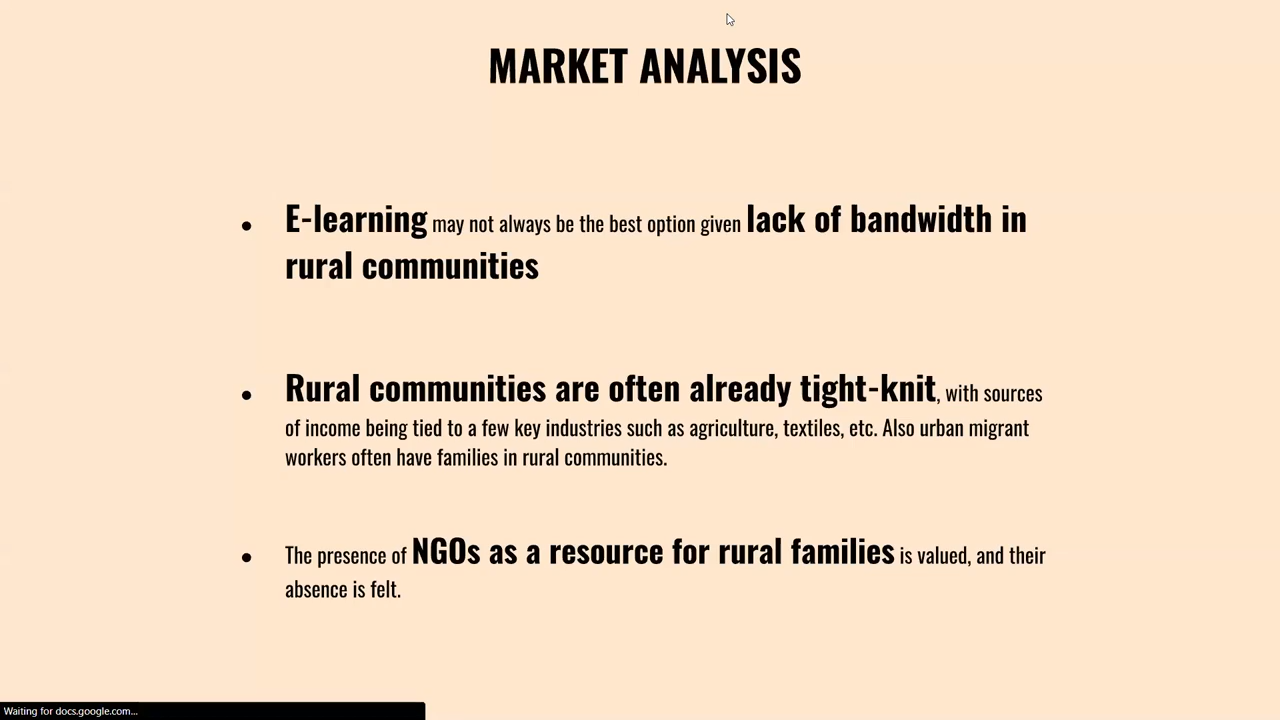 MARKET ANALYSIS
● E-learning may not always be the best option given lack of bandwidth in
rural communities
● Rural communities are often already tight-knit, with sources
of income being tied to a few key industries such as agriculture, textiles, etc. Also urban migrant
workers often have families in rural communities.
● The presence of NGOs as a resource for rural families is valued, and their
absence is felt.
Waiting for docs.google.com...